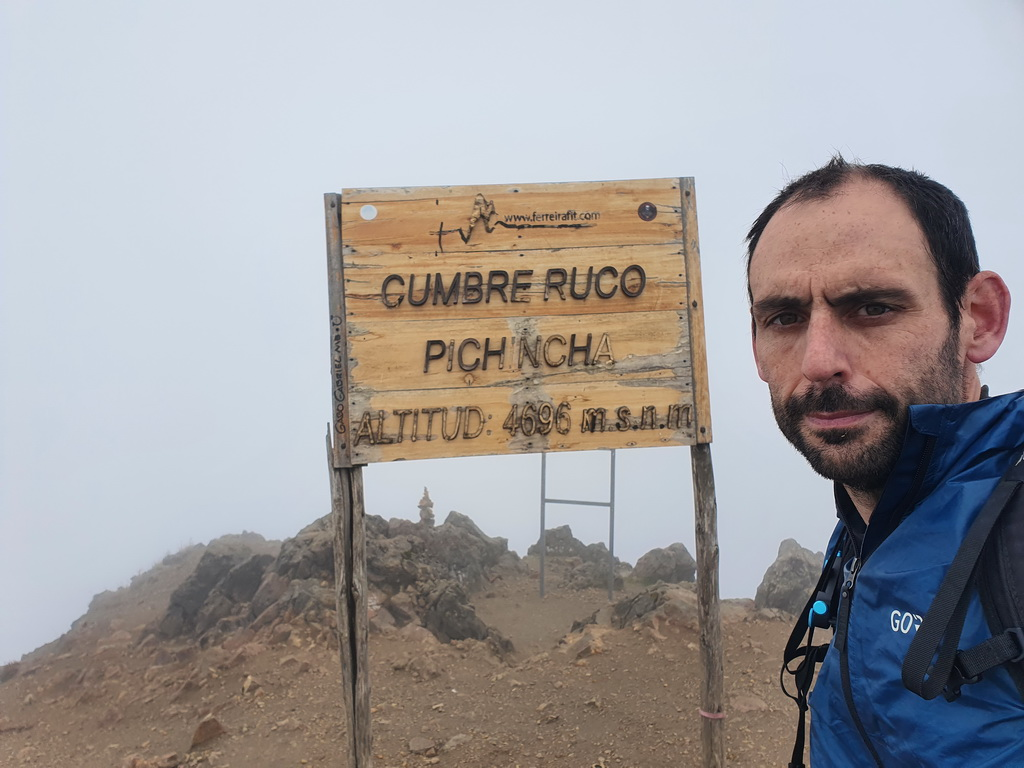 www.ferreirafit.com
CUMBRE RUCO
PICHINCHA
ALTITUD: 4696 m.s.n.m
GO